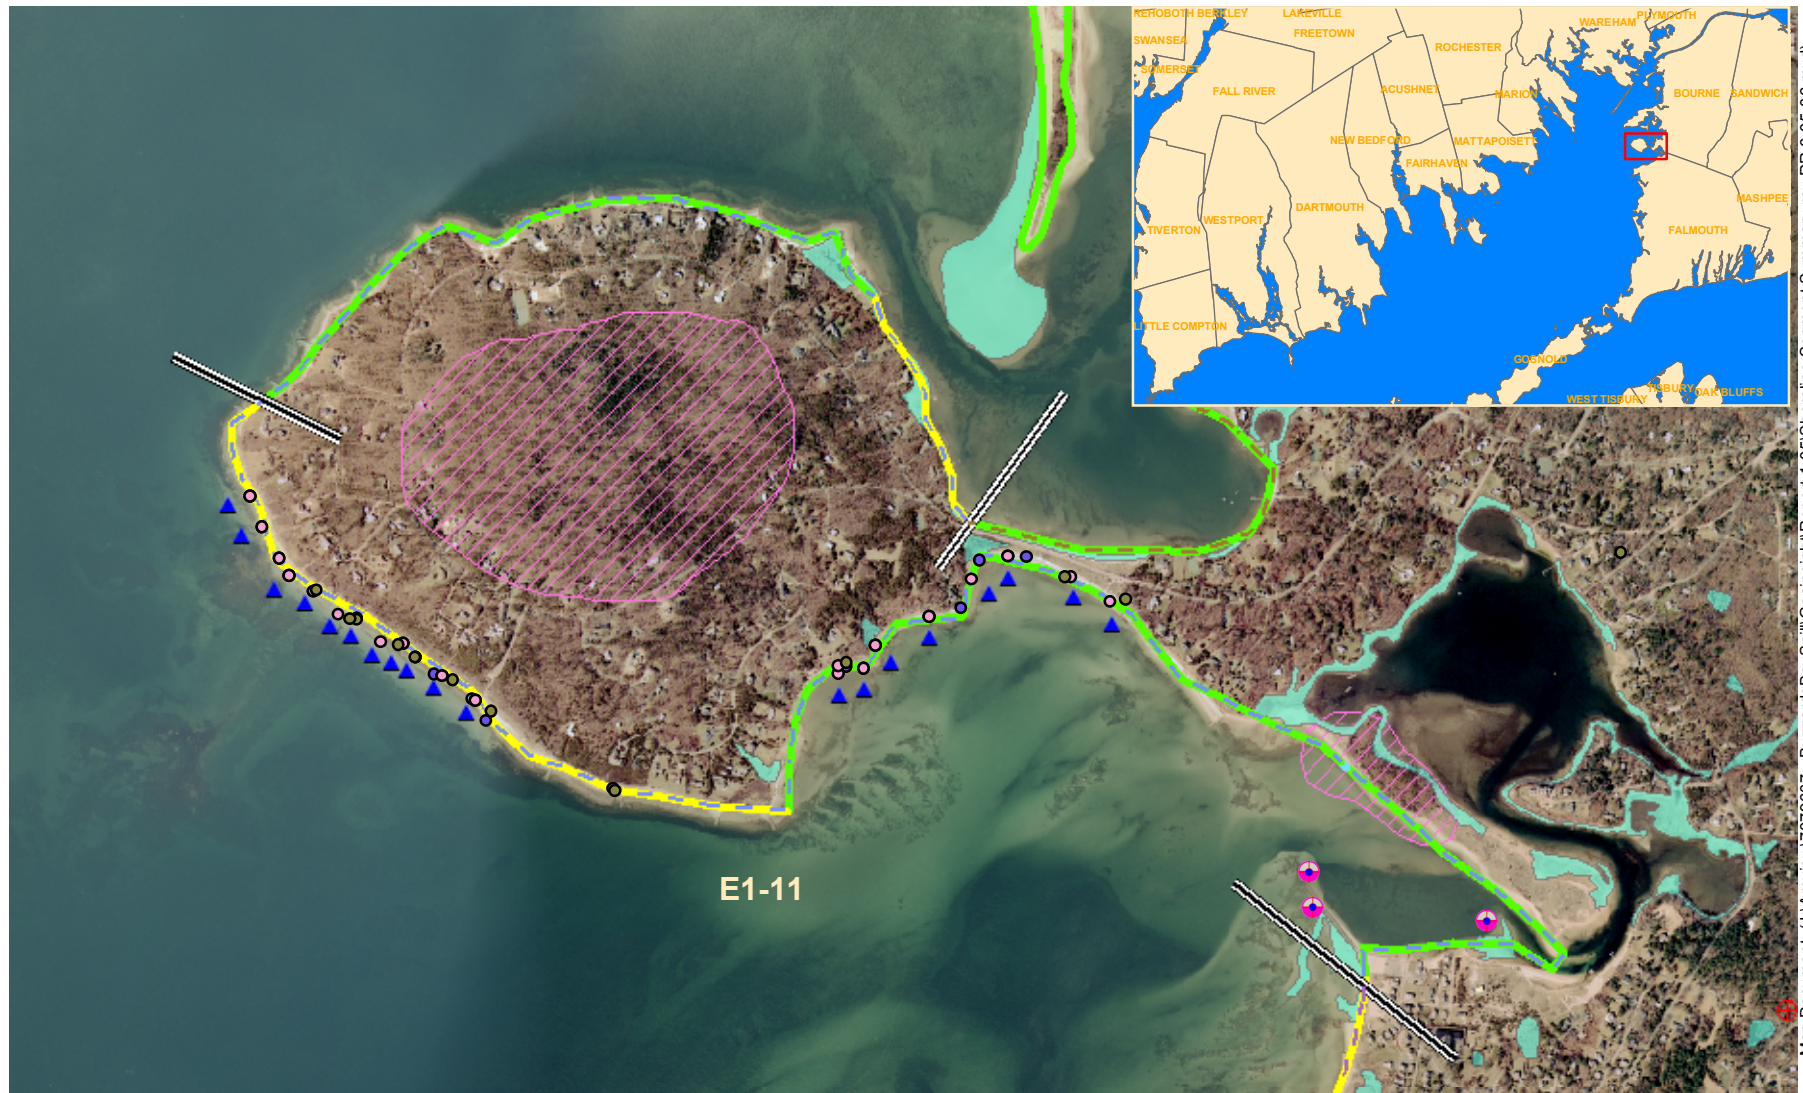 REHOBOTH BERKLEY
LAKEVILLE
WAREHAM
PLYMOUTH
FREETOWN
SWANSEA
ROCHESTER
SOMERSET
FALL RIVER
ACUSHNET
MARION
BOURNE
SANDWICH
NEW BEDFORD
MATTAPOISETT
FAIRHAVEN
MASHPEE
DARTMOUTH
WESTPORT
TIVERTON
FALMOUTH
LITTLE COMPTON
GOSNOLD
TISBURY
OAK BLUFFS
WEST TISBURY
E1-11